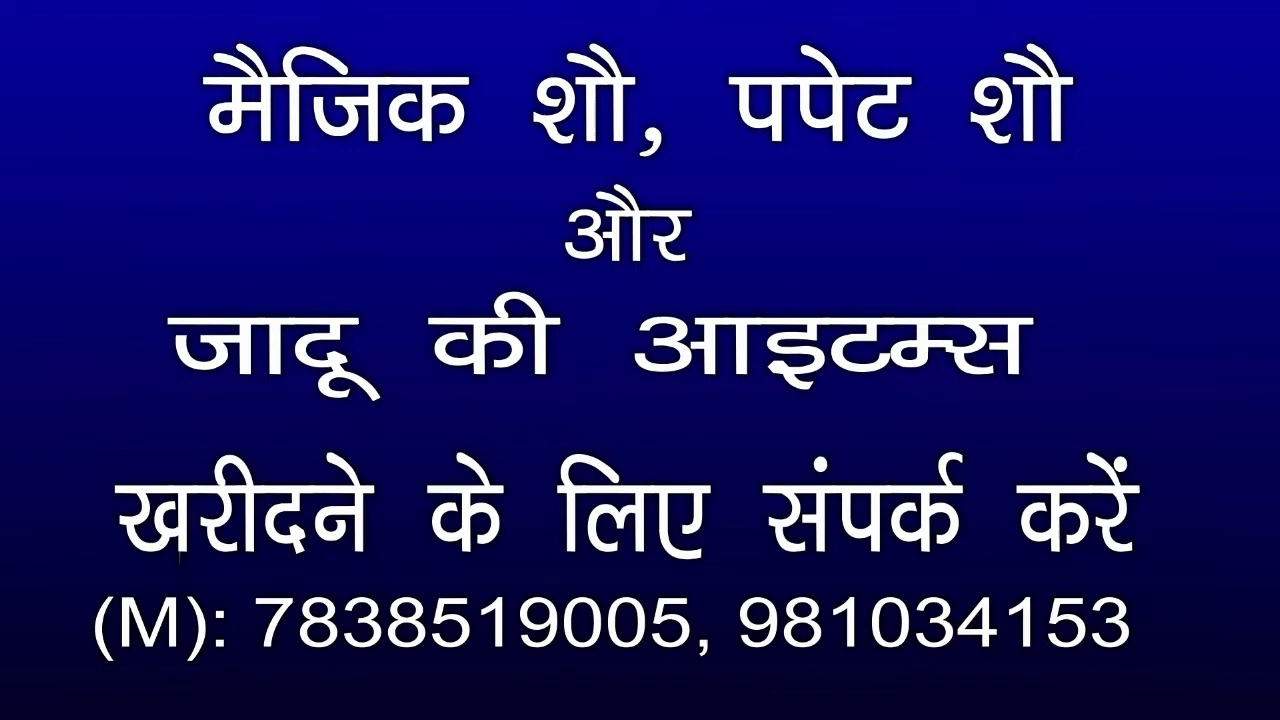 मैजिक शौ, पपेट शौ
और
जादू की आइटम्स
खरीदने के लिए संपर्क करें
(M): 7838519005, 981034153